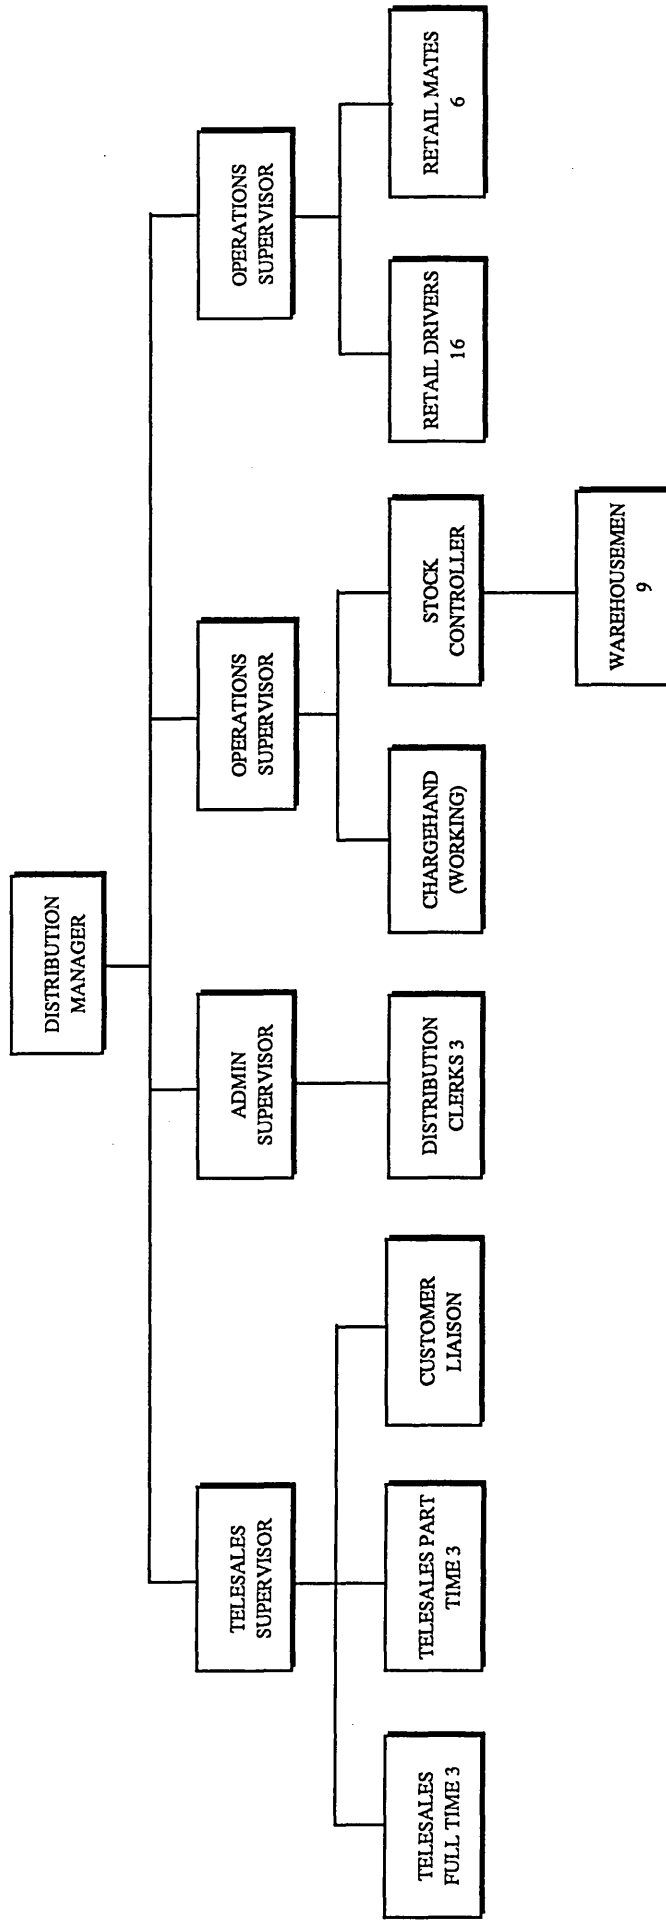 DISTRIBUTION
MANAGER
TELESALES
SUPERVISOR
ADMIN
SUPERVISOR
OPERATIONS
SUPERVISOR
OPERATIONS
SUPERVISOR
TELESALES
FULL TIME 3
TELESALES PART
TIME 3
CUSTOMER
LIAISON
DISTRIBUTION
CLERKS 3
CHARGEHAND
(WORKING)
STOCK
CONTROLLER
RETAIL DRIVERS
16
RETAIL MATES
6
WAREHOUSEMEN
9